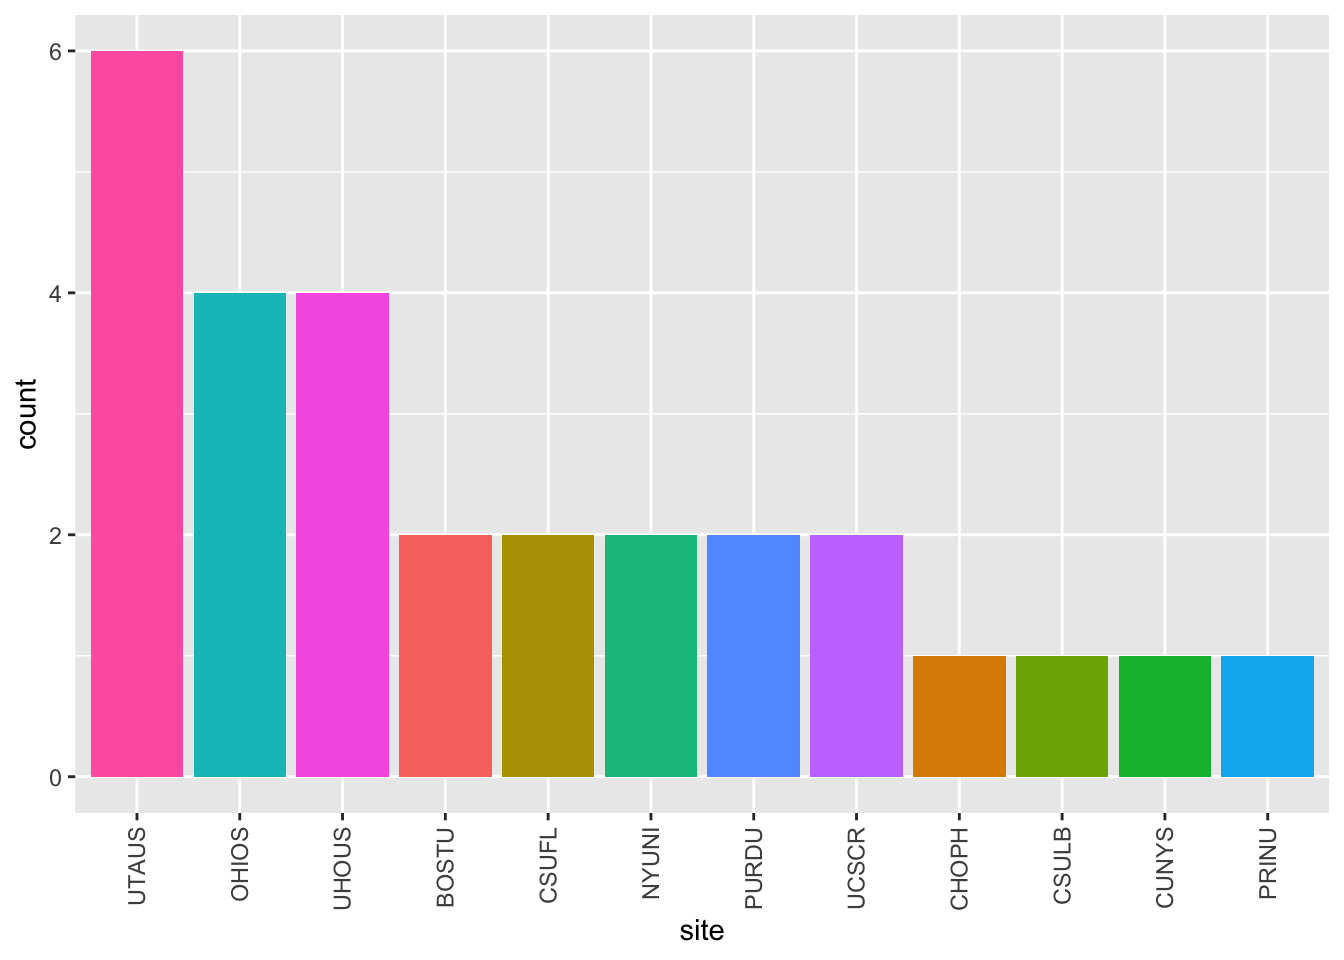 6
4
2
0
count
UTAUS
OHIOS
UHOUS
BOSTU
CSUFL
NYUNI
PURDU
UCSCR
CHOPH
CSULB
CUNYS
PRINU
site